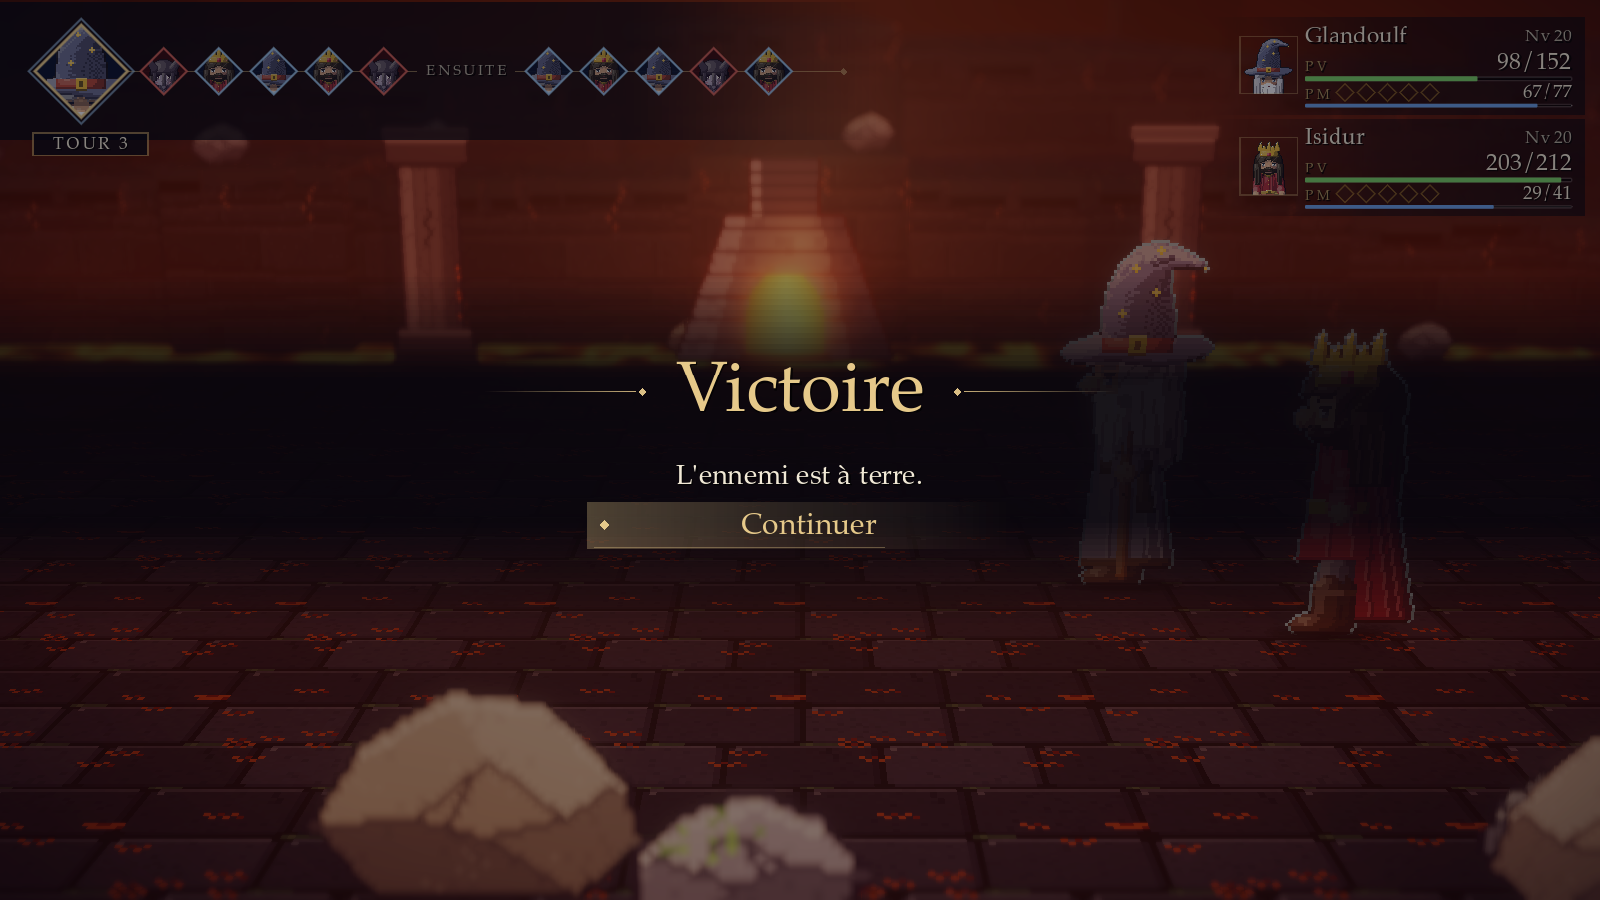 ENSUITE
TOUR 3
Glandoulf Nv 20
PV 98/152
PM 67/77
Isidur Nv 20
PV 203/212
PM 29/41
Victoire
L'ennemi est à terre.
Continuer